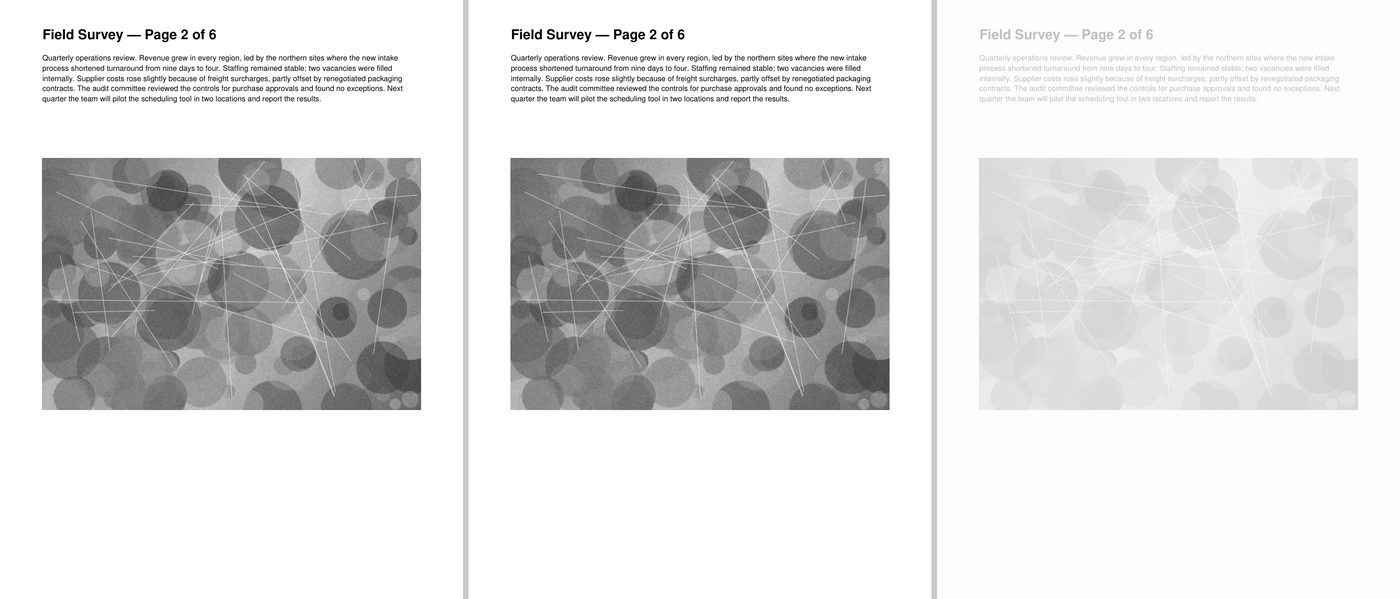 Field Survey — Page 2 of 6
Quarterly operations review. Revenue grew in every region, led by the northern sites where the new intake
process shortened turnaround from nine days to four. Staffing remained stable; two vacancies were filled
internally. Supplier costs rose slightly because of freight surcharges, partly offset by renegotiated packaging
contracts. The audit committee reviewed the controls for purchase approvals and found no exceptions. Next
quarter the team will pilot the scheduling tool in two locations and report the results.
Field Survey — Page 2 of 6
Quarterly operations review. Revenue grew in every region, led by the northern sites where the new intake
process shortened turnaround from nine days to four. Staffing remained stable; two vacancies were filled
internally. Supplier costs rose slightly because of freight surcharges, partly offset by renegotiated packaging
contracts. The audit committee reviewed the controls for purchase approvals and found no exceptions. Next
quarter the team will pilot the scheduling tool in two locations and report the results.
Field Survey — Page 2 of 6
Quarterly operations review. Revenue grew in every region, led by the northern sites where the new intake
process shortened turnaround from nine days to four. Staffing remained stable; two vacancies were filled
internally. Supplier costs rose slightly because of freight surcharges, partly offset by renegotiated packaging
contracts. The audit committee reviewed the controls for purchase approvals and found no exceptions. Next
quarter the team will pilot the scheduling tool in two locations and report the results.